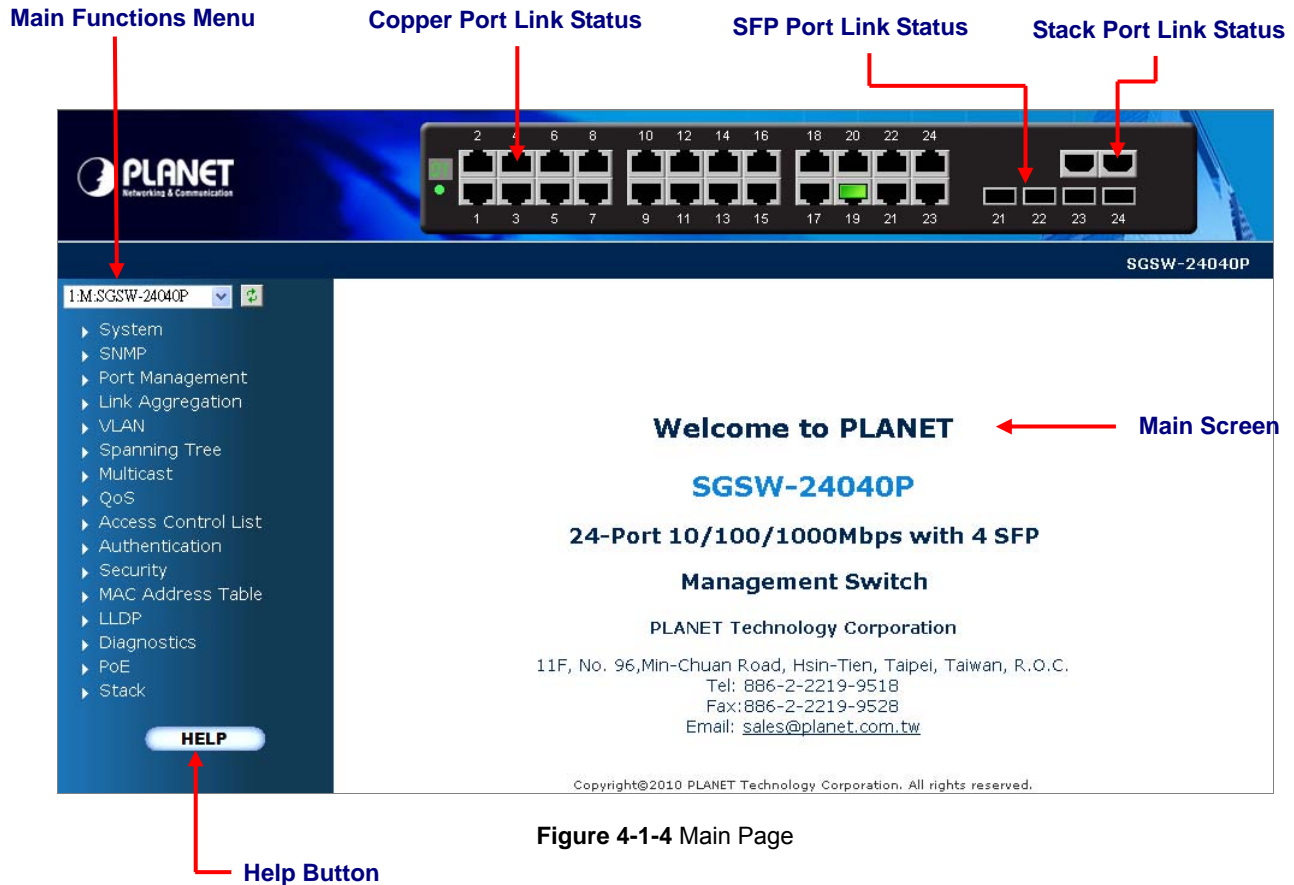 Main Functions Menu
Copper Port Link Status
SFP Port Link Status
Stack Port Link Status
PLANET
Networking & Communication
2 4 6 8 10 12 14 16 18 20 22 24
1 3 5 7 9 11 13 15 17 19 21 23 21 22 23 24
SGSW-24040P
1:M:SGSW-24040P
System
SNMP
Port Management
Link Aggregation
VLAN
Spanning Tree
Multicast
QoS
Access Control List
Authentication
Security
MAC Address Table
LLDP
Diagnostics
PoE
Stack
HELP
Welcome to PLANET
Main Screen
SGSW-24040P
24-Port 10/100/1000Mbps with 4 SFP
Management Switch
PLANET Technology Corporation
11F, No. 96,Min-Chuan Road, Hsin-Tien, Taipei, Taiwan, R.O.C.
Tel: 886-2-2219-9518
Fax:886-2-2219-9528
Email: sales@planet.com.tw
Copyright©2010 PLANET Technology Corporation. All rights reserved.
Figure 4-1-4 Main Page
Help Button